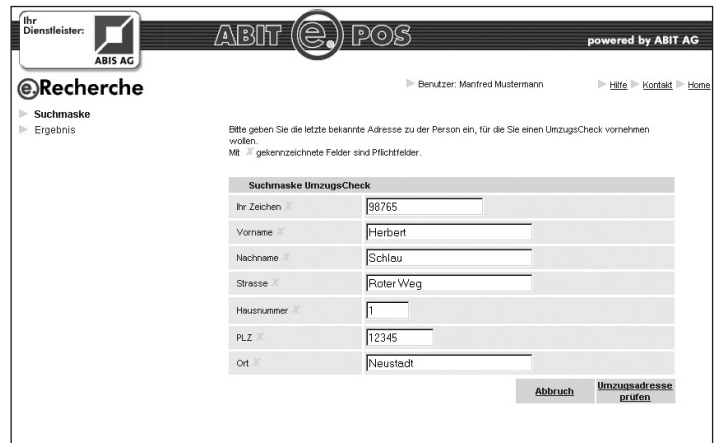 Ihr
Dienstleister:
ABIS AG
ABIT e. POS
powered by ABIT AG
e.Recherche
Benutzer: Manfred Mustermann
Hilfe Kontakt Home
Suchmaske
Ergebnis
Bitte geben Sie die letzte bekannte Adresse zu der Person ein, für die Sie einen UmzugsCheck vornehmen
wollen.
Mit X gekennzeichnete Felder sind Pflichtfelder.
Suchmaske UmzugsCheck
Ihr Zeichen X 98765
Vorname X Herbert
Nachname X Schlau
Strasse X Roter Weg
Hausnummer X 1
PLZ X 12345
Ort X Neustadt
Abbruch Umzugsadresse
prüfen